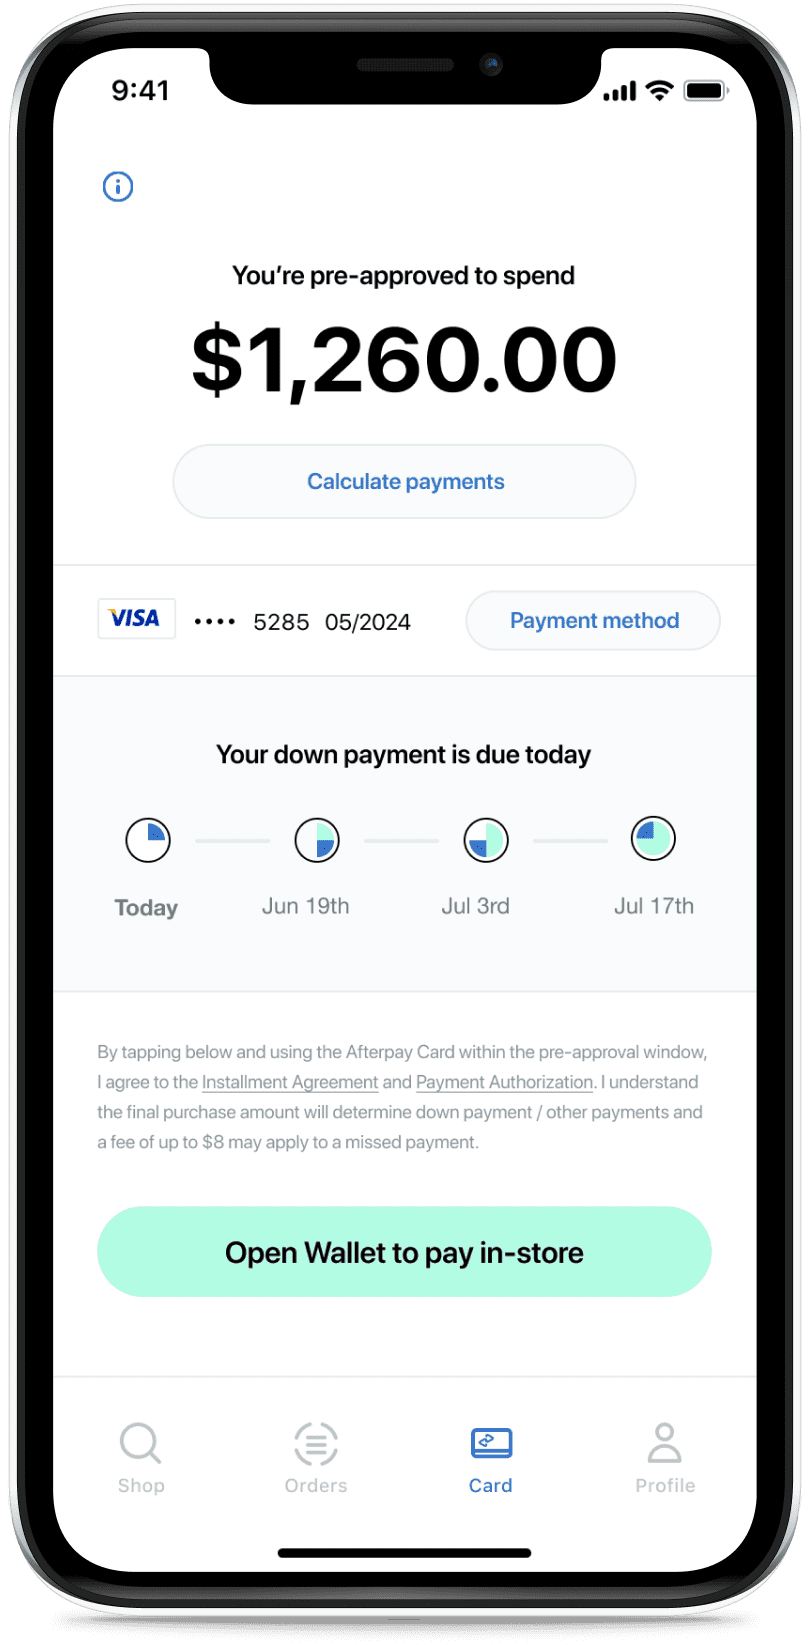 9:41
You're pre-approved to spend
$1,260.00
Calculate payments
VISA •••• 5285 05/2024 Payment method
Your down payment is due today
Today Jun 19th Jul 3rd Jul 17th
By tapping below and using the Afterpay Card within the pre-approval window,
I agree to the Installment Agreement and Payment Authorization. I understand
the final purchase amount will determine down payment / other payments and
a fee of up to $8 may apply to a missed payment.
Open Wallet to pay in-store
Shop Orders Card Profile